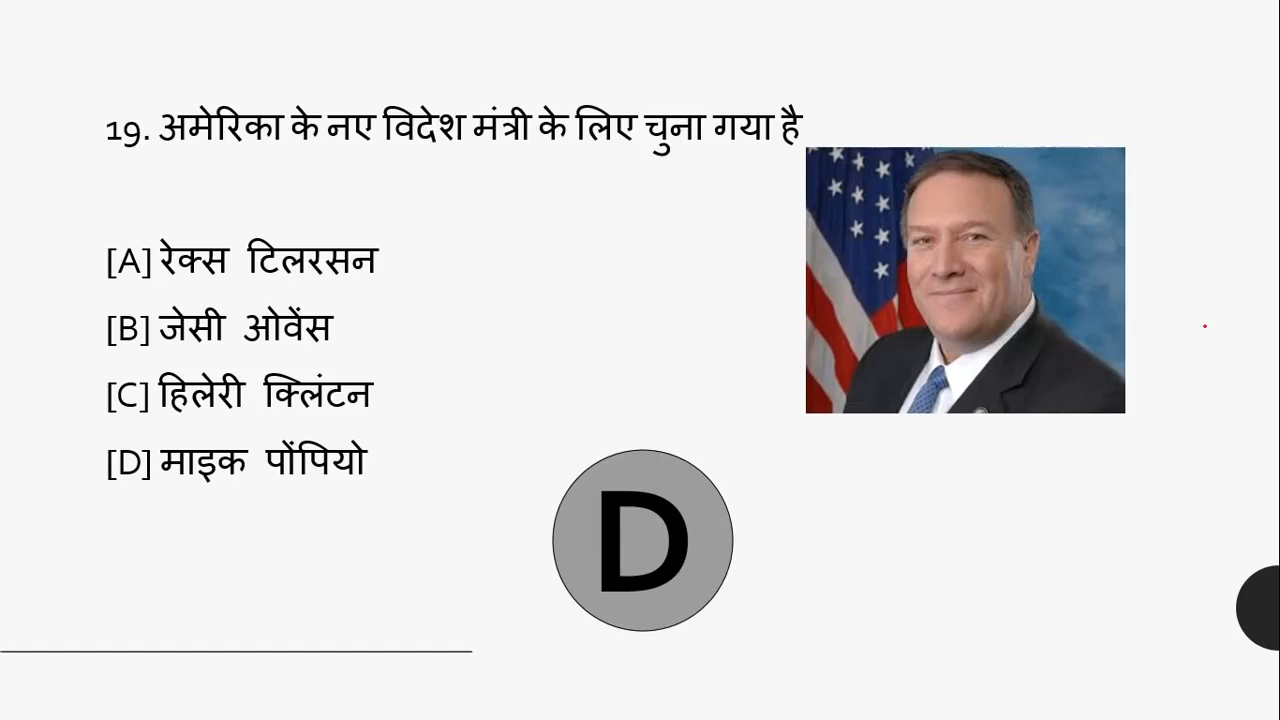 19. अमेरिका के नए विदेश मंत्री के लिए चुना गया है
[A] रेक्स टिलरसन
[B] जेसी ओवेंस
[C] हिलेरी क्लिंटन
[D] माइक पोंपियो
D